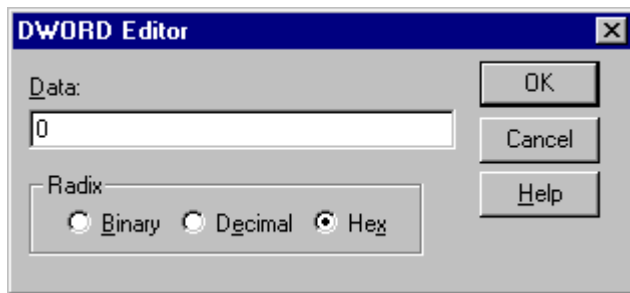 DWORD Editor
Data:
0
OK
Cancel
Help
Radix
Binary Decimal Hex